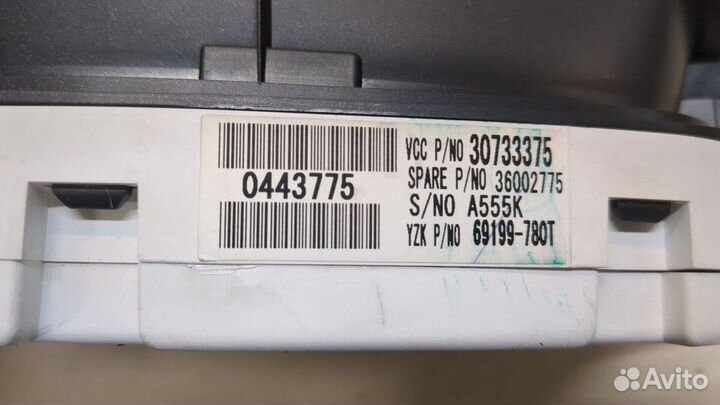 0443775
VCC P/NO 30733375
SPARE P/NO 36002775
S/NO A555K
YZK P/NO 69199-780T
Avito